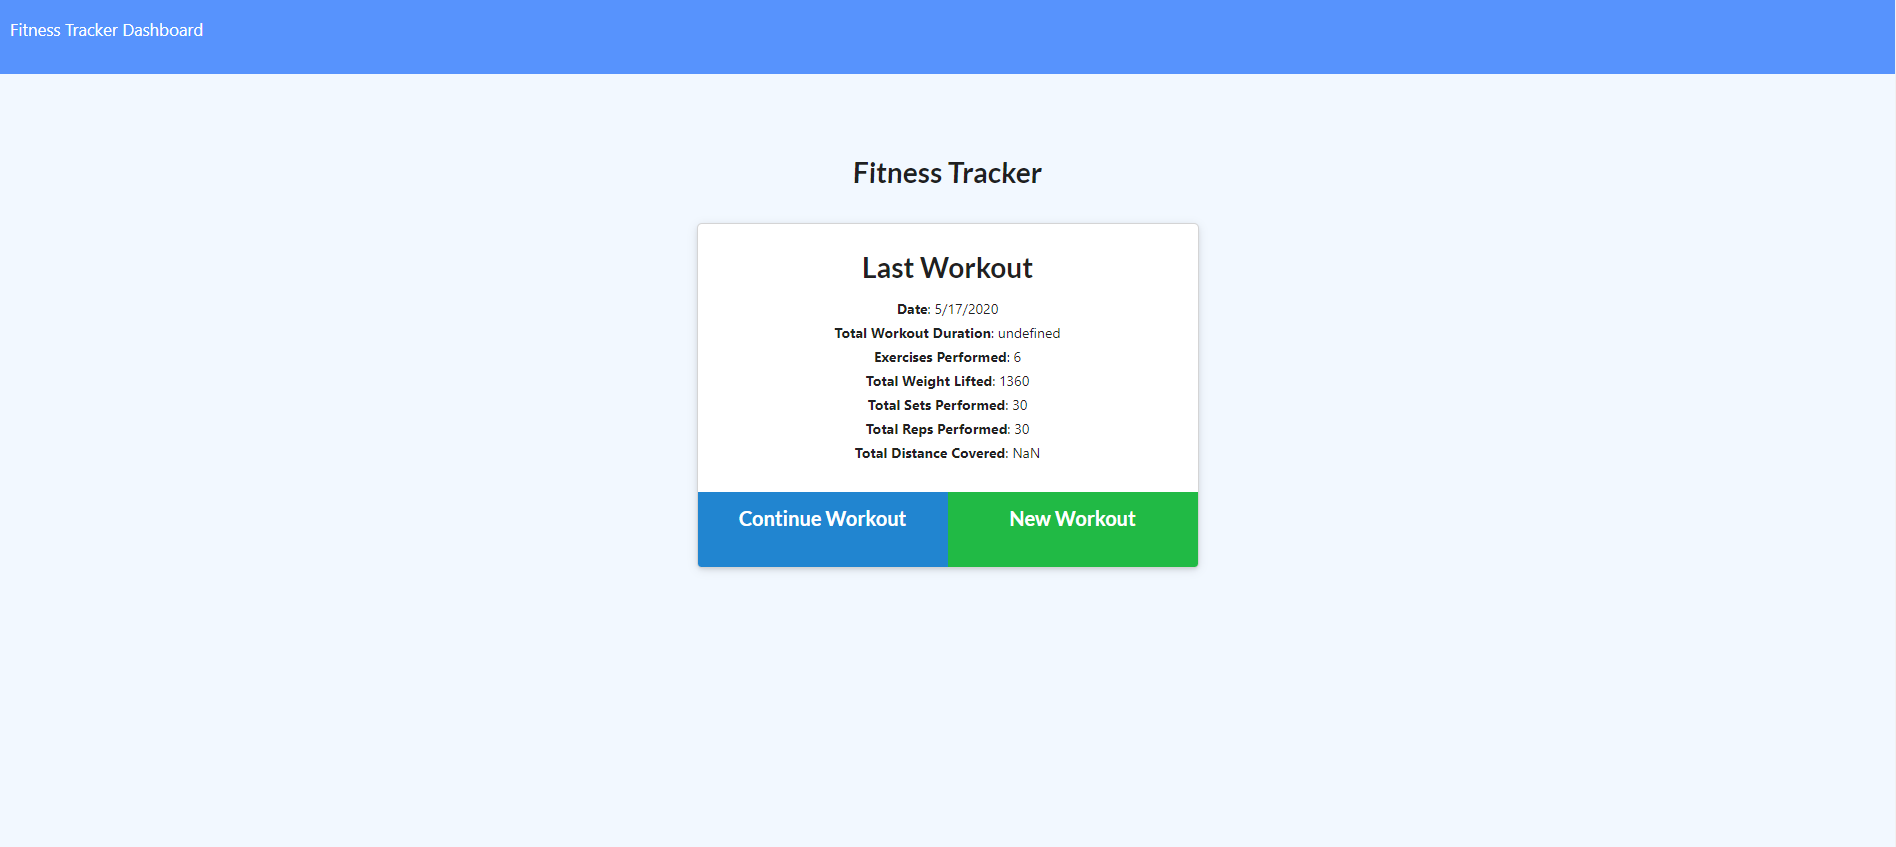 Fitness Tracker Dashboard
Fitness Tracker
Last Workout
Date: 5/17/2020
Total Workout Duration: undefined
Exercises Performed: 6
Total Weight Lifted: 1360
Total Sets Performed: 30
Total Reps Performed: 30
Total Distance Covered: NaN
Continue Workout
New Workout